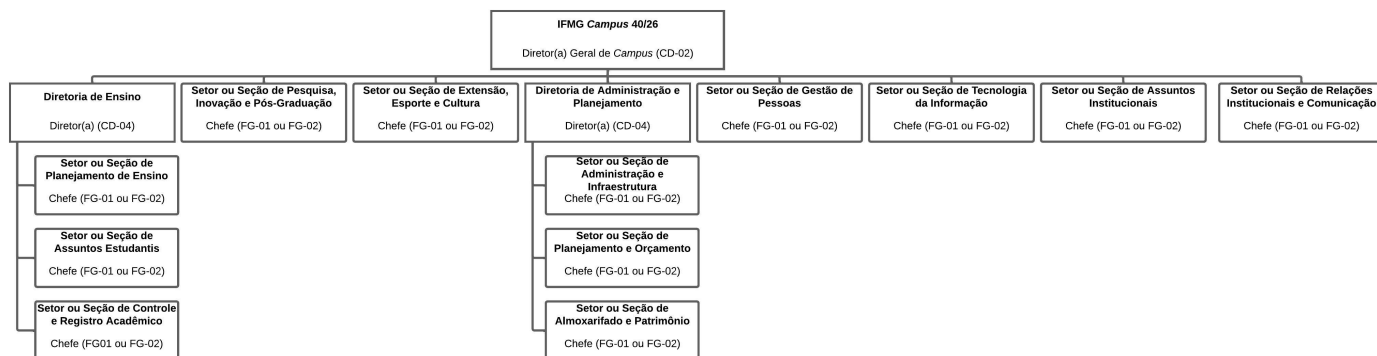 IFMG Campus 40/26
Diretor(a) Geral de Campus (CD-02)
Diretoria de Ensino
Diretor(a) (CD-04)
Setor ou Seção de Pesquisa,
Inovação e Pós-Graduação
Chefe (FG-01 ou FG-02)
Setor ou Seção de Extensão,
Esporte e Cultura
Chefe (FG-01 ou FG-02)
Diretoria de Administração e
Planejamento
Diretor(a) (CD-04)
Setor ou Seção de Gestão de
Pessoas
Chefe (FG-01 ou FG-02)
Setor ou Seção de Tecnologia
da Informação
Chefe (FG-01 ou FG-02)
Setor ou Seção de Assuntos
Institucionais
Chefe (FG-01 ou FG-02)
Setor ou Seção de Relações
Institucionais e Comunicação
Chefe (FG-01 ou FG-02)
Setor ou Seção de
Planejamento de Ensino
Chefe (FG-01 ou FG-02)
Setor ou Seção de
Assuntos Estudantis
Chefe (FG-01 ou FG-02)
Setor ou Seção de Controle
e Registro Acadêmico
Chefe (FG01 ou FG-02)
Setor ou Seção de
Administração e
Infraestrutura
Chefe (FG-01 ou FG-02)
Setor ou Seção de
Planejamento e Orçamento
Chefe (FG-01 ou FG-02)
Setor ou Seção de
Almoxarifado e Patrimônio
Chefe (FG-01 ou FG-02)